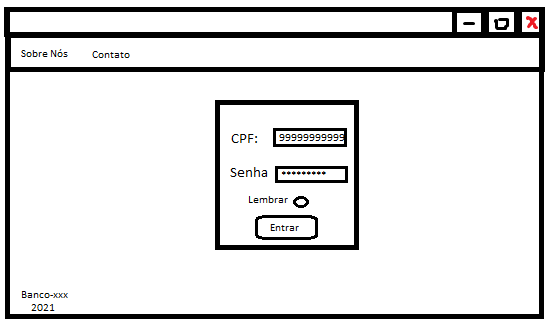 Sobre Nós Contato
CPF: 99999999999
Senha *********
Lembrar
Entrar
Banco-xxx
2021